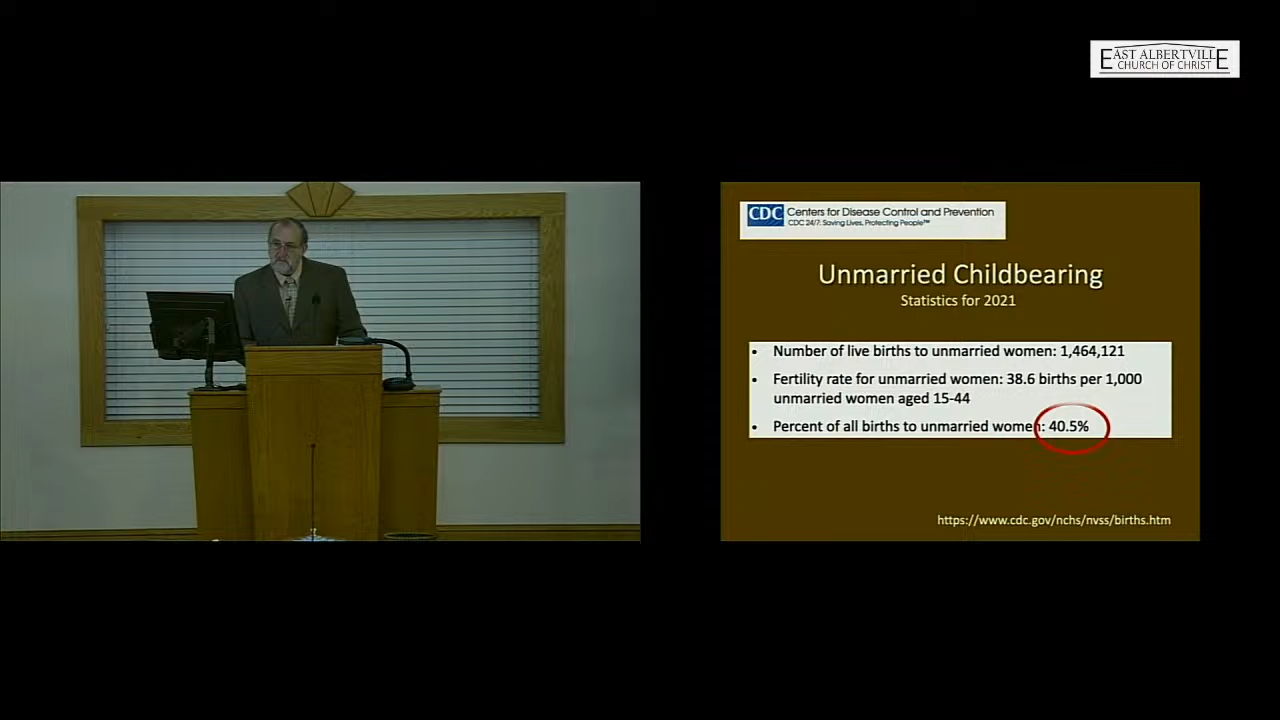 EAST ALBERTVILLE
CHURCH OF CHRIST
CDC Centers for Disease Control and Prevention
CDC 24/7: Saving Lives, Protecting People™
Unmarried Childbearing
Statistics for 2021
• Number of live births to unmarried women: 1,464,121
• Fertility rate for unmarried women: 38.6 births per 1,000
unmarried women aged 15-44
• Percent of all births to unmarried women: 40.5%
https://www.cdc.gov/nchs/nvss/births.htm